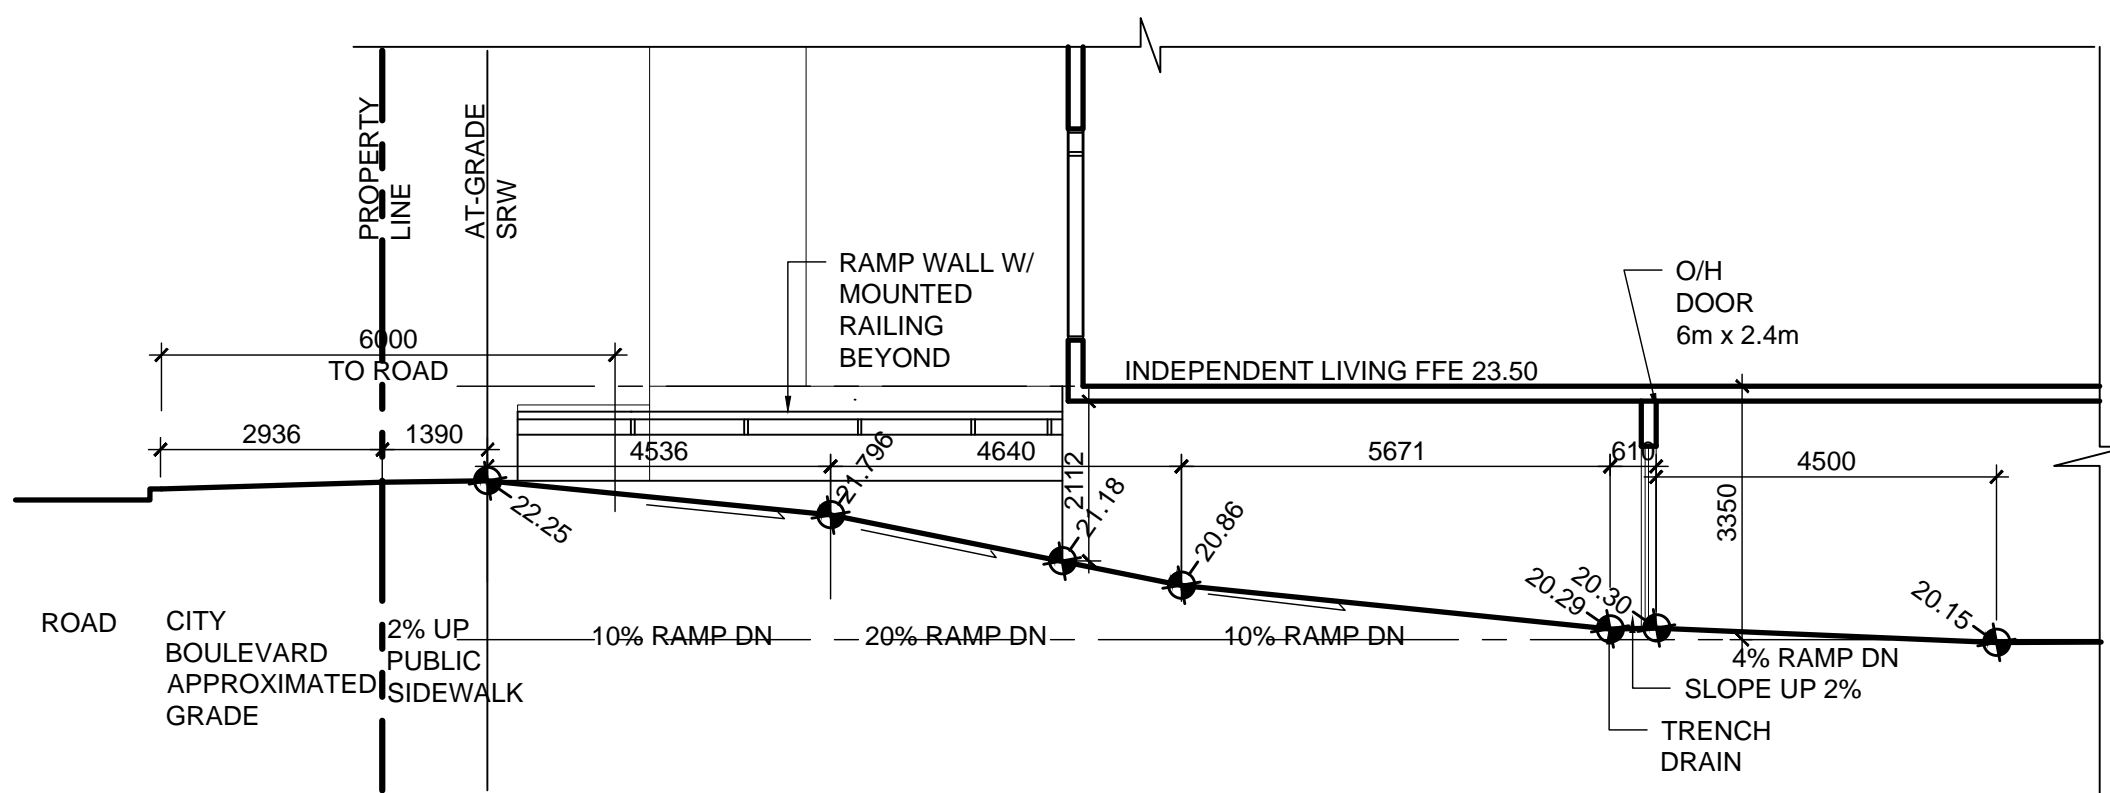 PROPERTY
LINE
AT-GRADE
SRW
RAMP WALL W/
MOUNTED
RAILING
BEYOND
O/H
DOOR
6m x 2.4m
6000
TO ROAD
INDEPENDENT LIVING FFE 23.50
2936
1390
4536
4640
5671
610
4500
2112
3350
22.25
21.796
21.18
20.86
20.29
20.30
20.15
ROAD
CITY
BOULEVARD
APPROXIMATED
GRADE
2% UP
PUBLIC
SIDEWALK
10% RAMP DN
20% RAMP DN
10% RAMP DN
4% RAMP DN
SLOPE UP 2%
TRENCH
DRAIN